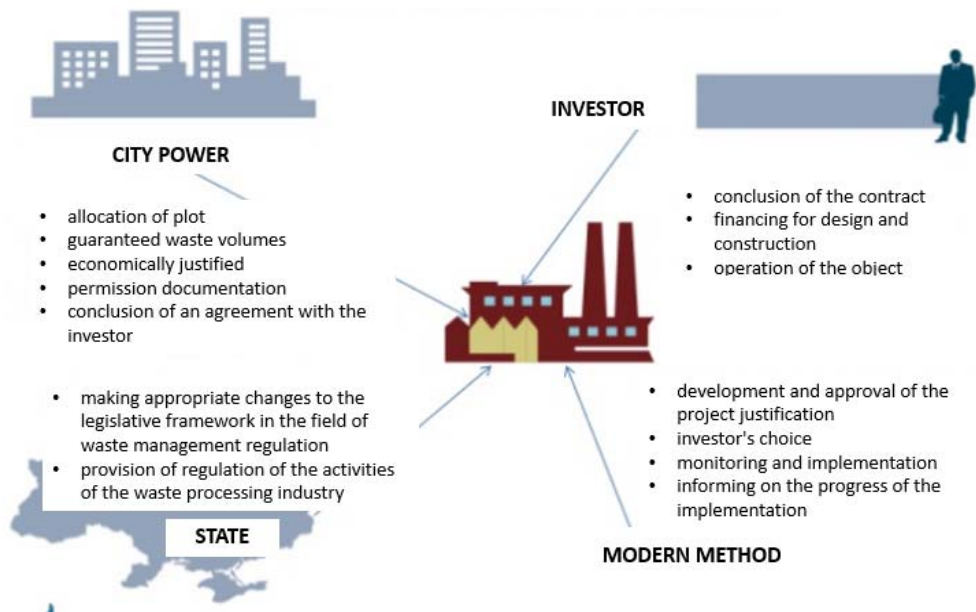 INVESTOR
CITY POWER
• allocation of plot
• guaranteed waste volumes
• economically justified
• permission documentation
• conclusion of an agreement with the
investor
• conclusion of the contract
• financing for design and
construction
• operation of the object
• making appropriate changes to the
legislative framework in the field of
waste management regulation
• provision of regulation of the activities
of the waste processing industry
STATE
• development and approval of the
project justification
• investor's choice
• monitoring and implementation
• informing on the progress of the
implementation
MODERN METHOD